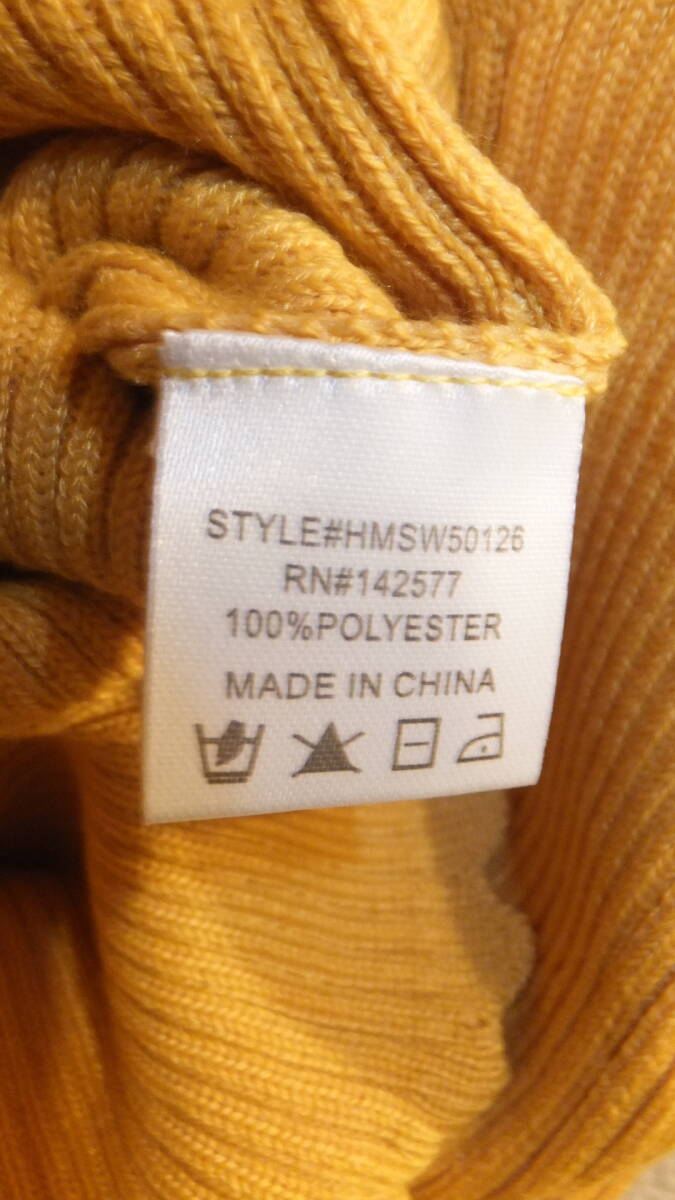 STYLE#HMSW50126
RN#142577
100%POLYESTER
MADE IN CHINA